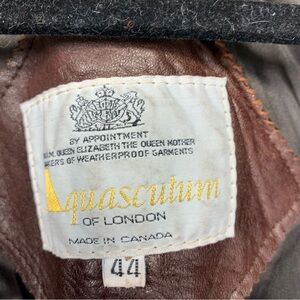 BY APPOINTMENT
H.M. QUEEN ELIZABETH THE QUEEN MOTHER
MAKERS OF WEATHERPROOF GARMENTS
Aquascutum
OF LONDON
MADE IN CANADA
44